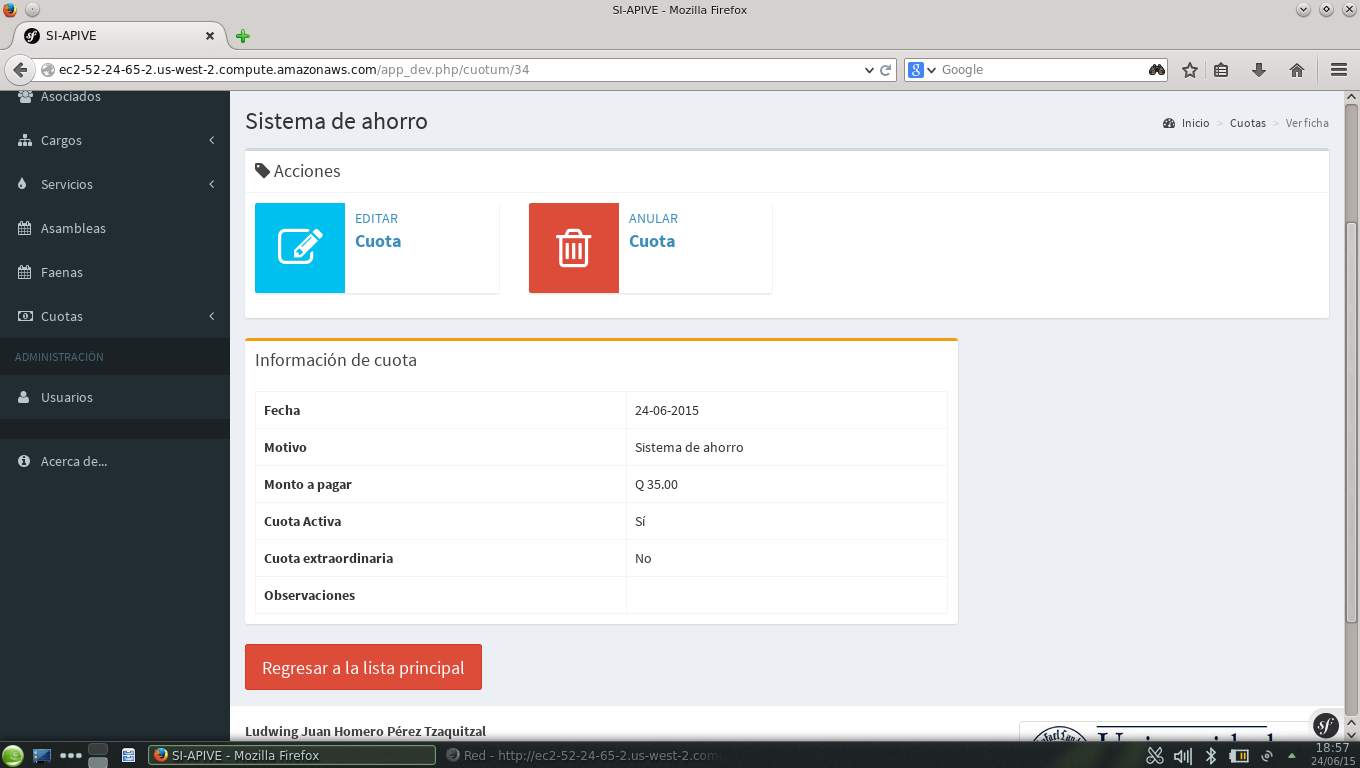 SI-APIVE - Mozilla Firefox
SI-APIVE
ec2-52-24-65-2.us-west-2.compute.amazonaws.com/app_dev.php/cuotum/34
Google
Asociados
Cargos
Servicios
Asambleas
Faenas
Cuotas
ADMINISTRACIÓN
Usuarios
Acerca de...
Sistema de ahorro
Inicio > Cuotas > Ver ficha
Acciones
EDITAR
Cuota
ANULAR
Cuota
Información de cuota
Fecha 24-06-2015
Motivo Sistema de ahorro
Monto a pagar Q 35.00
Cuota Activa Sí
Cuota extraordinaria No
Observaciones
Regresar a la lista principal
Ludwing Juan Homero Pérez Tzaquitzal
SI-APIVE - Mozilla Firefox
Red - http://ec2-52-24-65-2.us-west-2.com
18:57
24/06/15